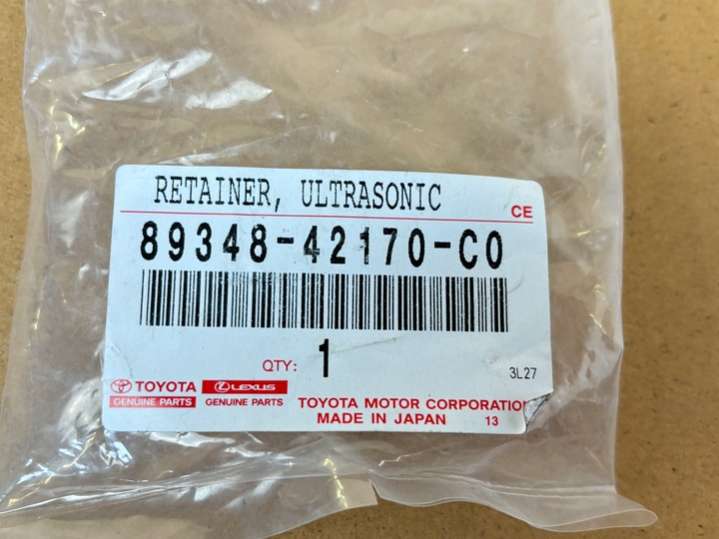 RETAINER, ULTRASONIC
CE
89348-42170-C0
QTY: 1
3L27
TOYOTA LEXUS
GENUINE PARTS GENUINE PARTS
TOYOTA MOTOR CORPORATION
MADE IN JAPAN 13